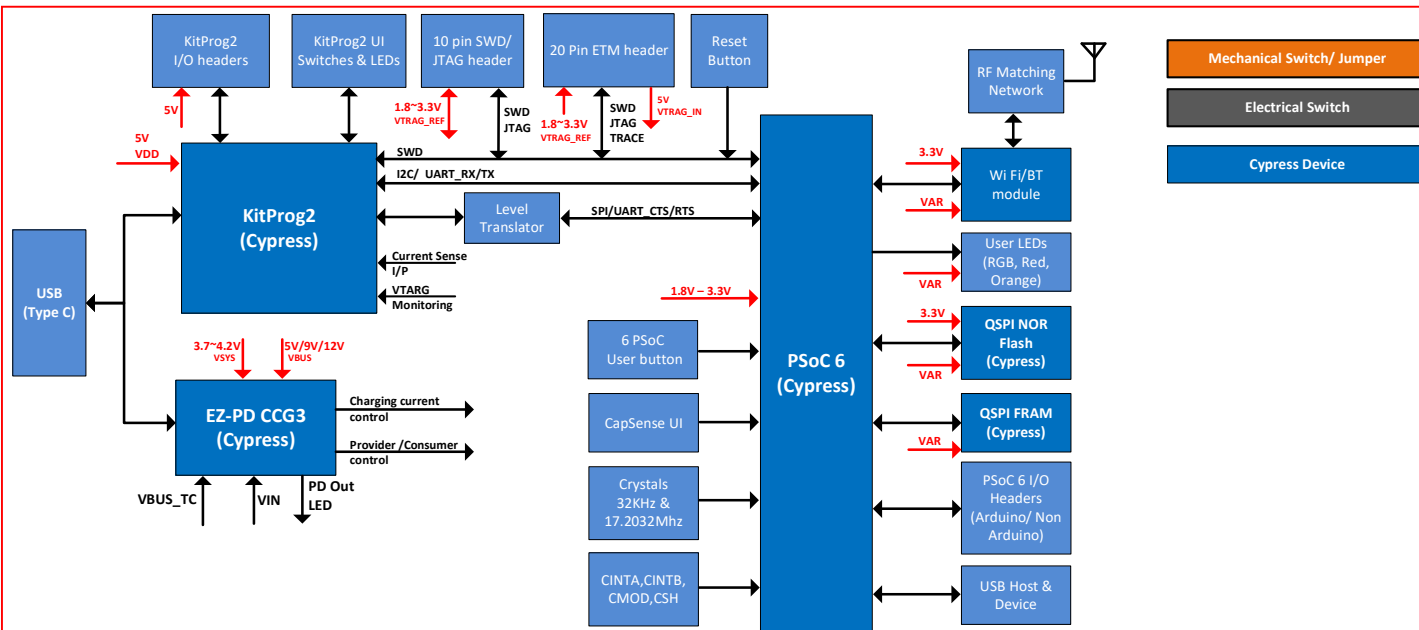 KitProg2
I/O headers
KitProg2 UI
Switches & LEDs
10 pin SWD/
JTAG header
20 Pin ETM header
Reset
Button
RF Matching
Network
Mechanical Switch/ Jumper
Electrical Switch
Cypress Device
5V
1.8~3.3V
VTRAG_REF
SWD
JTAG
1.8~3.3V
VTRAG_REF
SWD
JTAG
TRACE
5V
VTRAG_IN
5V
VDD
KitProg2
(Cypress)
SWD
I2C/ UART_RX/TX
Level
Translator
SPI/UART_CTS/RTS
Current Sense
I/P
VTARG
Monitoring
USB
(Type C)
3.7~4.2V
VSYS
5V/9V/12V
VBUS
EZ-PD CCG3
(Cypress)
Charging current
control
Provider /Consumer
control
VBUS_TC
VIN
PD Out
LED
1.8V – 3.3V
6 PSoC
User button
CapSense UI
Crystals
32KHz &
17.2032Mhz
CINTA,CINTB,
CMOD,CSH
PSoC 6
(Cypress)
3.3V
VAR
Wi Fi/BT
module
User LEDs
(RGB, Red,
Orange)
VAR
3.3V
VAR
QSPI NOR
Flash
(Cypress)
QSPI FRAM
(Cypress)
VAR
PSoC 6 I/O
Headers
(Arduino/ Non
Arduino)
USB Host &
Device